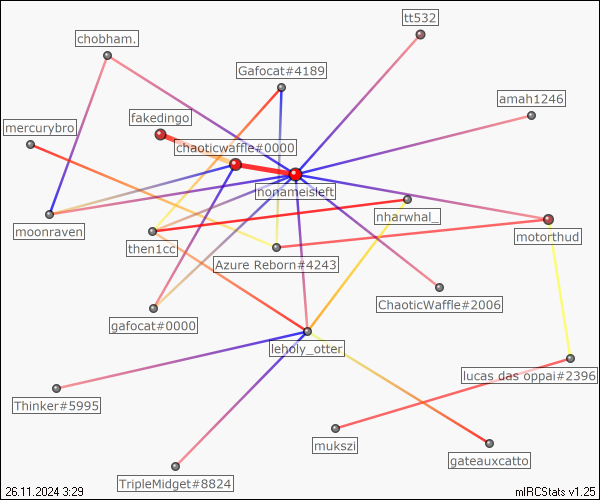 tt532
chobham.
Gafocat#4189
amah1246
fakedingo
mercurybro
chaoticwaffle#0000
nonameisleft
nharwhal_
moonraven
then1cc
motorthud
Azure Reborn#4243
ChaoticWaffle#2006
gafocat#0000
leholy_otter
lucas das oppai#2396
Thinker#5995
mukszi
gateauxcatto
TripleMidget#8824
26.11.2024 3:29
mIRCStats v1.25